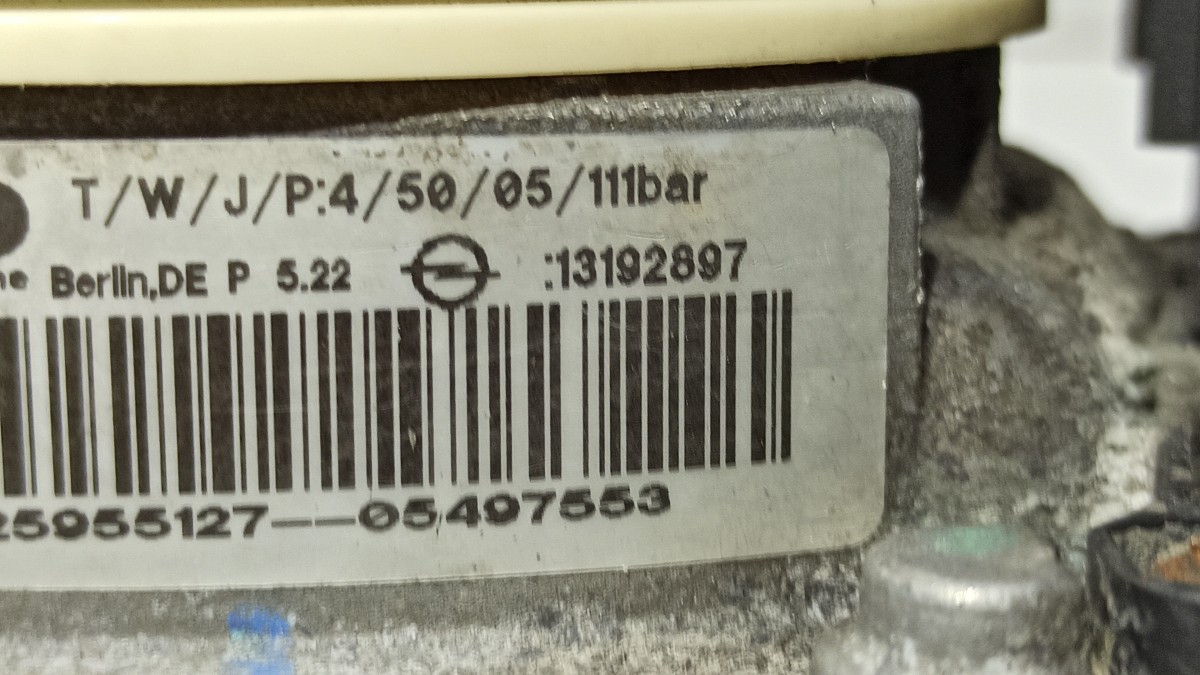 T/W/J/P:4/50/05/111bar
Berlin,DE P 5.22 :13192897
25955127--05497553